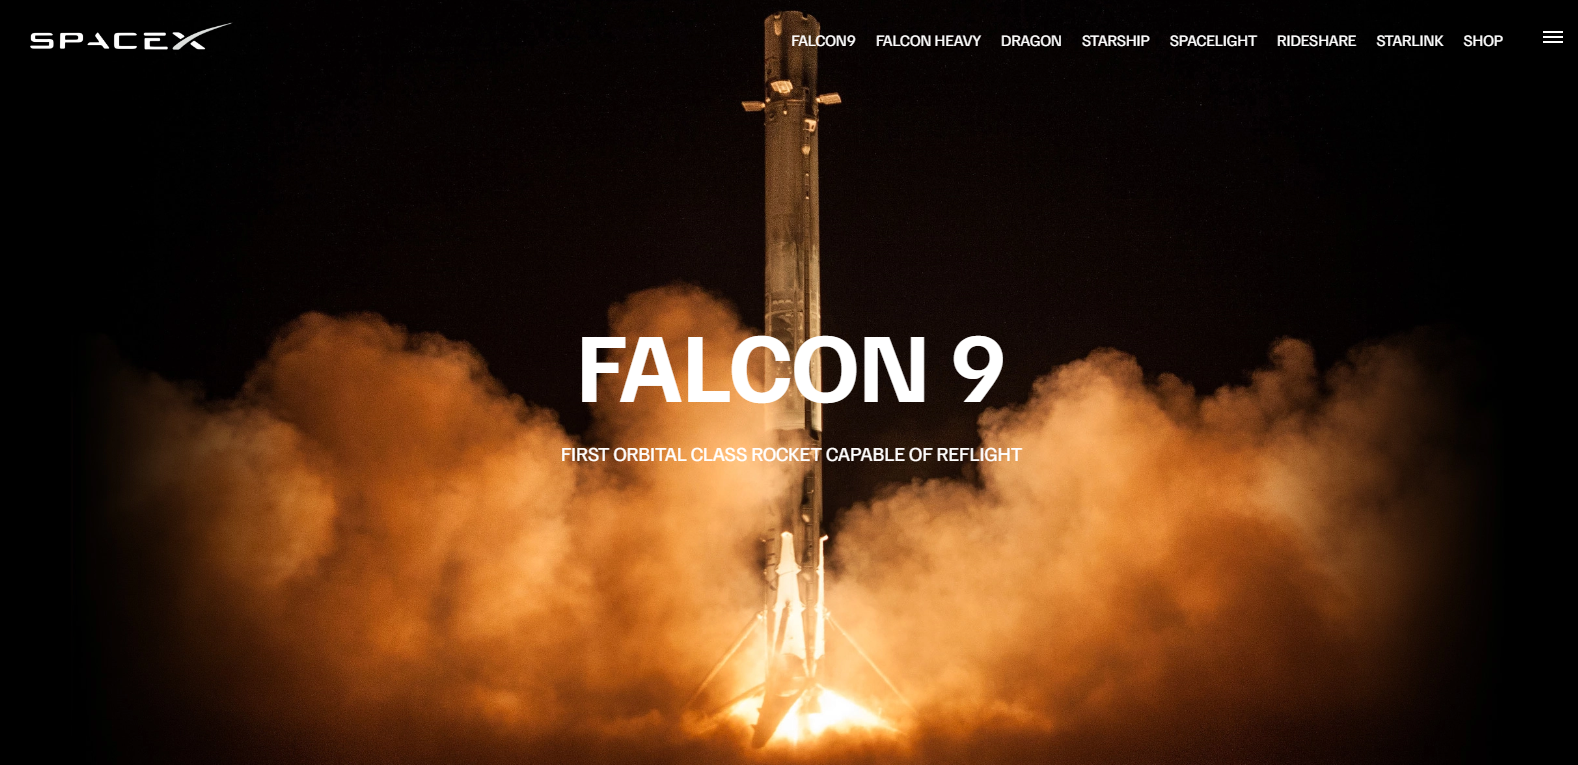 SPACEX
FALCON9 FALCON HEAVY DRAGON STARSHIP SPACELIGHT RIDESHARE STARLINK SHOP
FALCON 9
FIRST ORBITAL CLASS ROCKET CAPABLE OF REFLIGHT